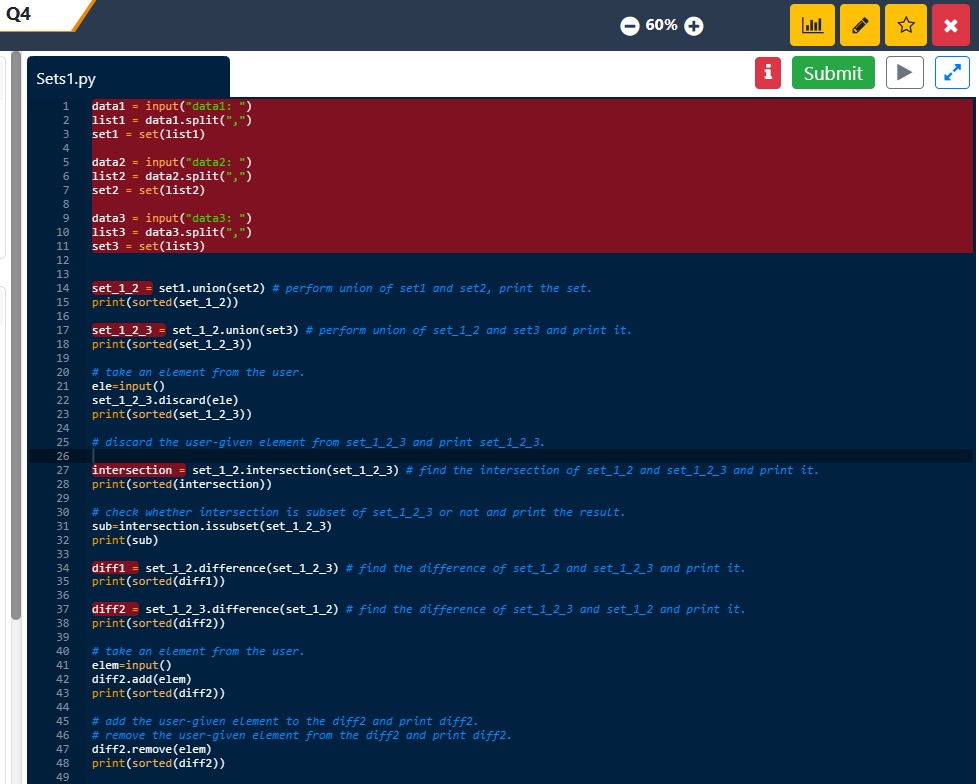 Q4
60%
Sets1.py
Submit
1 data1 = input("data1: ")
2 list1 = data1.split(",")
3 set1 = set(list1)
4
5 data2 = input("data2: ")
6 list2 = data2.split(",")
7 set2 = set(list2)
8
9 data3 = input("data3: ")
10 list3 = data3.split(",")
11 set3 = set(list3)
12
13
14 set_1_2 = set1.union(set2) # perform union of set1 and set2, print the set.
15 print(sorted(set_1_2))
16
17 set_1_2_3 = set_1_2.union(set3) # perform union of set_1_2 and set3 and print it.
18 print(sorted(set_1_2_3))
19
20 # take an element from the user.
21 ele=input()
22 set_1_2_3.discard(ele)
23 print(sorted(set_1_2_3))
24
25 # discard the user-given element from set_1_2_3 and print set_1_2_3.
26
27 intersection = set_1_2.intersection(set_1_2_3) # find the intersection of set_1_2 and set_1_2_3 and print it.
28 print(sorted(intersection))
29
30 # check whether intersection is subset of set_1_2_3 or not and print the result.
31 sub=intersection.issubset(set_1_2_3)
32 print(sub)
33
34 diff1 = set_1_2.difference(set_1_2_3) # find the difference of set_1_2 and set_1_2_3 and print it.
35 print(sorted(diff1))
36
37 diff2 = set_1_2_3.difference(set_1_2) # find the difference of set_1_2_3 and set_1_2 and print it.
38 print(sorted(diff2))
39
40 # take an element from the user.
41 elem=input()
42 diff2.add(elem)
43 print(sorted(diff2))
44
45 # add the user-given element to the diff2 and print diff2.
46 # remove the user-given element from the diff2 and print diff2.
47 diff2.remove(elem)
48 print(sorted(diff2))
49